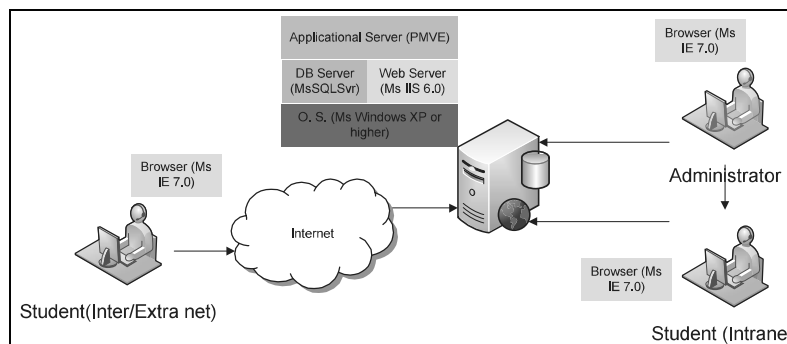 Applicational Server (PMVE)
DB Server
(MsSQLSvr)
Web Server
(Ms IIS 6.0)
O. S. (Ms Windows XP or
higher)
Browser (Ms
IE 7.0)
Administrator
Browser (Ms
IE 7.0)
Internet
Student(Inter/Extra net)
Browser (Ms
IE 7.0)
Student (Intrane